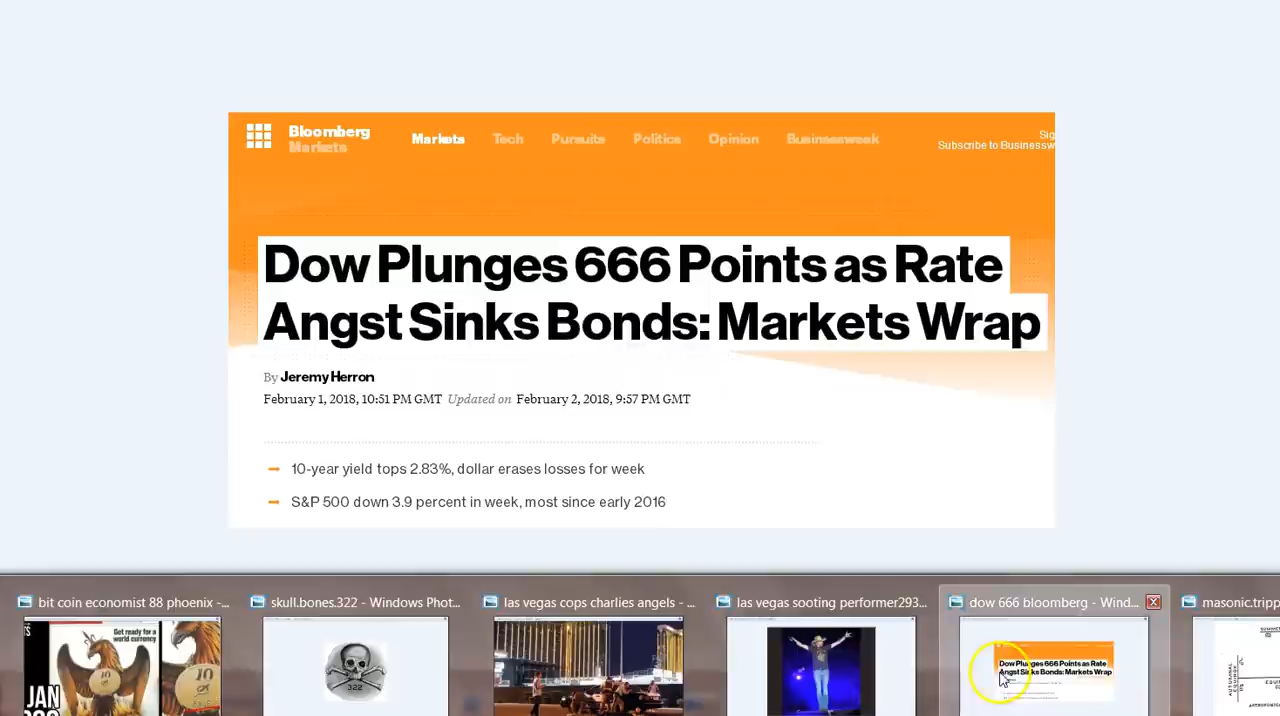 Bloomberg
Markets
Markets Tech Pursuits Politics Opinion Businessweek
Sig
Subscribe to Businessw
Dow Plunges 666 Points as Rate
Angst Sinks Bonds: Markets Wrap
By Jeremy Herron
February 1, 2018, 10:51 PM GMT Updated on February 2, 2018, 9:57 PM GMT
10-year yield tops 2.83%, dollar erases losses for week
S&P 500 down 3.9 percent in week, most since early 2016
bit coin economist 88 phoenix -...
skull.bones.322 - Windows Phot...
las vegas cops charlies angels - ...
las vegas sooting performer293...
dow 666 bloomberg - Wind...
masonic.tripp
Get ready for a
world currency
JAN
10
Dow Plunges 666 Points as Rate
Angst Sinks Bonds: Markets Wrap